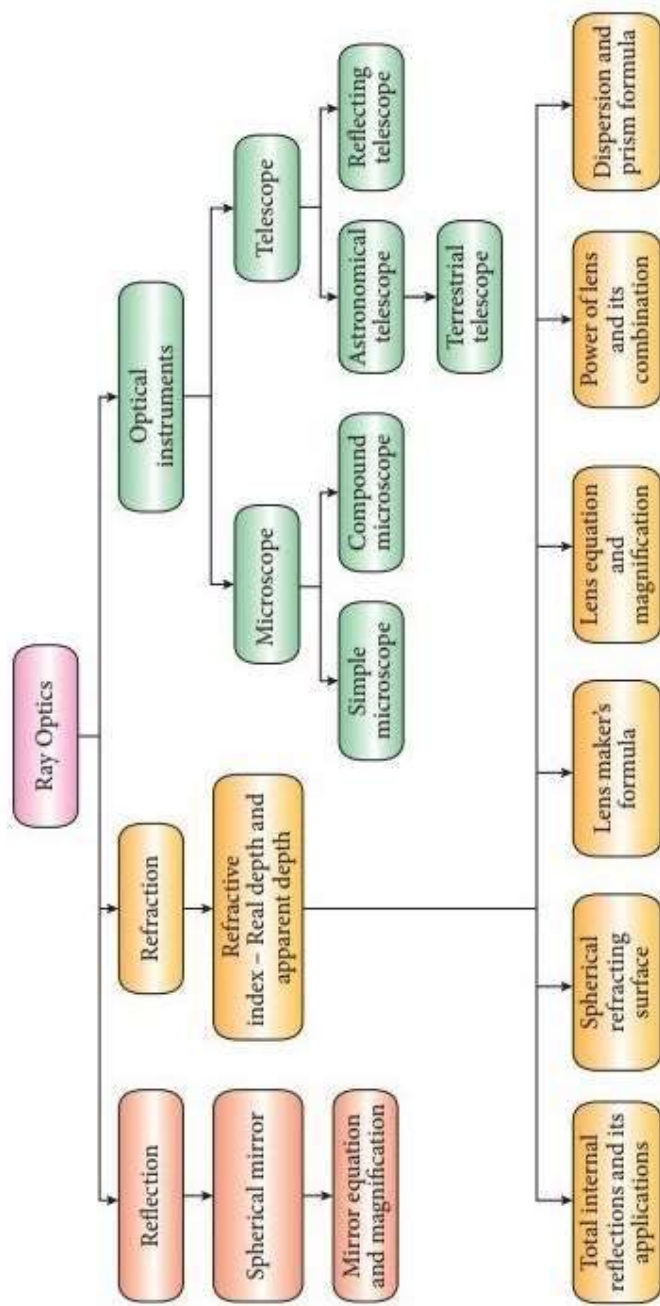 Ray Optics
Reflection
Refraction
Optical
instruments
Spherical mirror
Refractive
index – Real depth and
apparent depth
Microscope
Telescope
Mirror equation
and magnification
Simple
microscope
Compound
microscope
Astronomical
telescope
Reflecting
telescope
Terrestrial
telescope
Total internal
reflections and its
applications
Spherical
refracting
surface
Lens maker's
formula
Lens equation
and
magnification
Power of lens
and its
combination
Dispersion and
prism formula